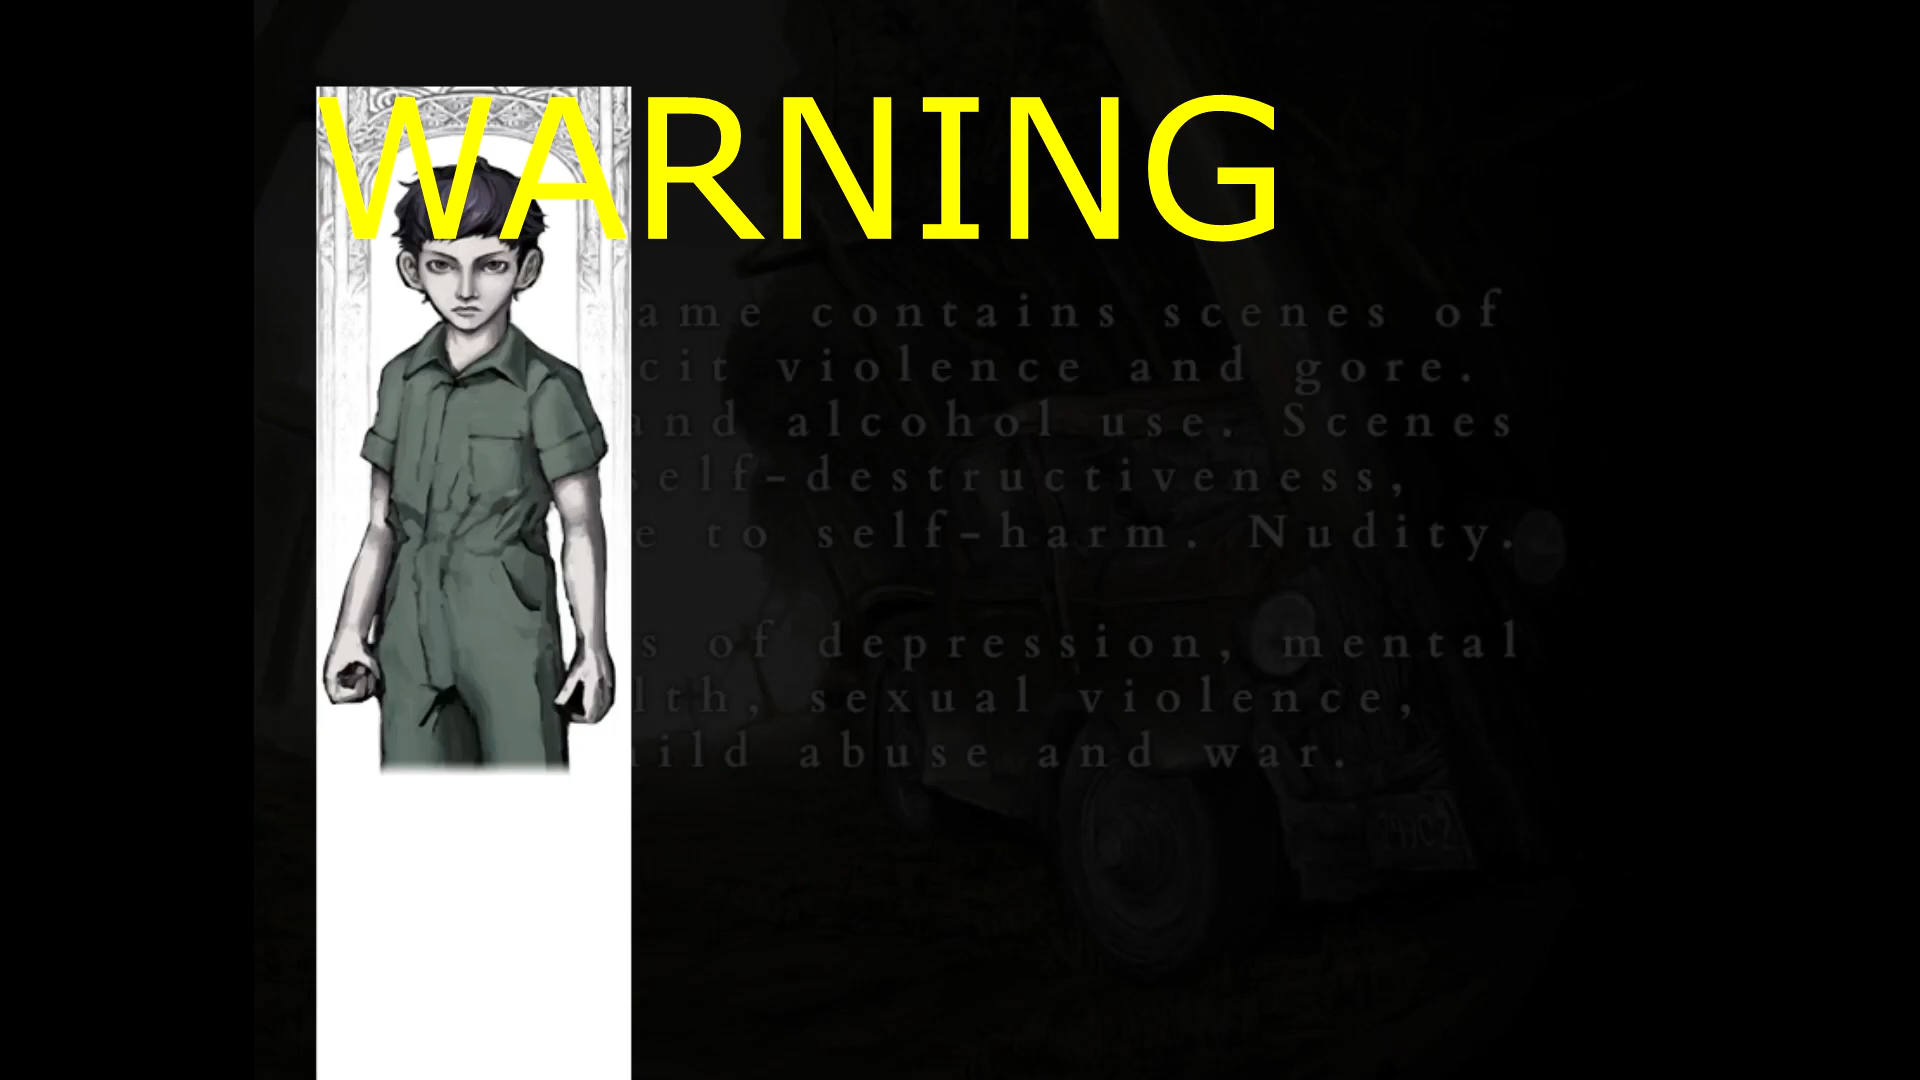 WARNING
ame contains scenes of
cit violence and gore.
and alcohol use. Scenes
self-destructiveness,
e to self-harm. Nudity.
s of depression, mental
lth, sexual violence,
ild abuse and war.